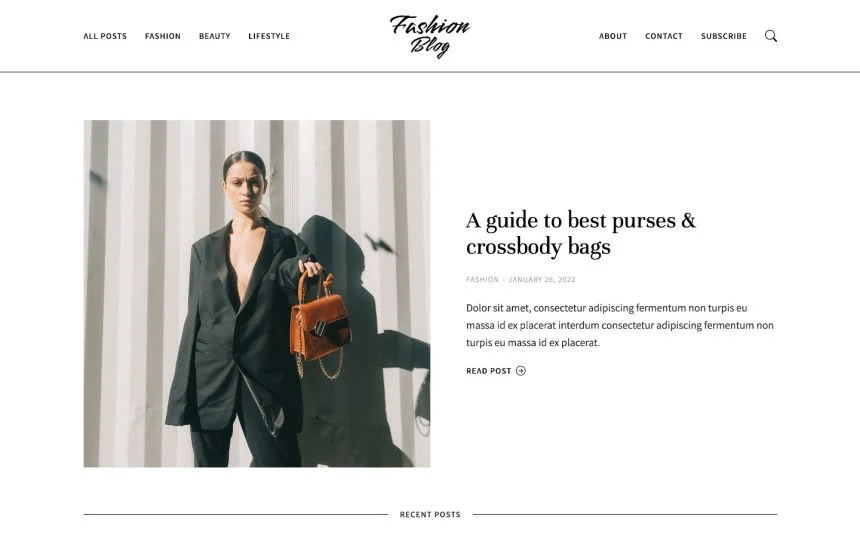 ALL POSTS FASHION BEAUTY LIFESTYLE
Fashion
Blog
ABOUT CONTACT SUBSCRIBE
A guide to best purses &
crossbody bags
FASHION - JANUARY 26, 2022
Dolor sit amet, consectetur adipiscing fermentum non turpis eu
massa id ex placerat interdum consectetur adipiscing fermentum non
turpis eu massa id ex placerat.
READ POST
RECENT POSTS